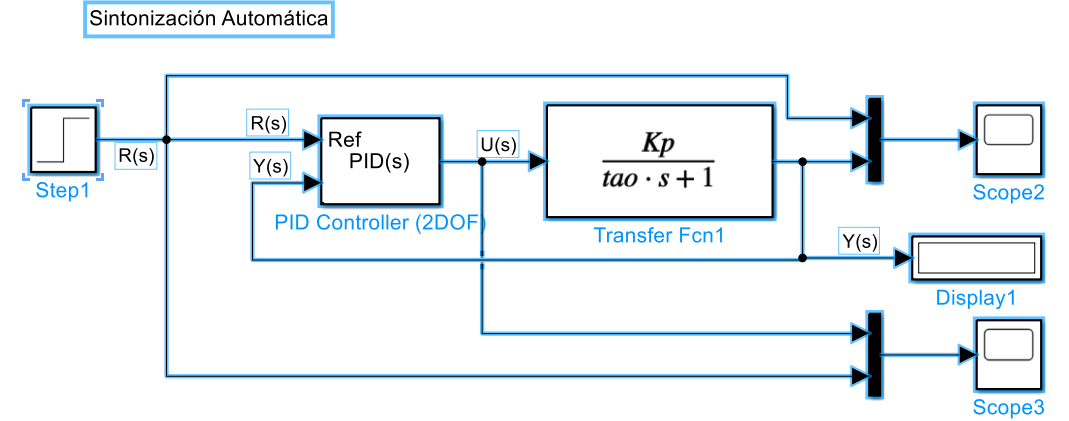 Sintonización Automática
R(s)
Step1
R(s)
Y(s)
Ref
PID(s)
PID Controller (2DOF)
U(s)
Kp
tao · s + 1
Transfer Fcn1
Scope2
Y(s)
Display1
Scope3